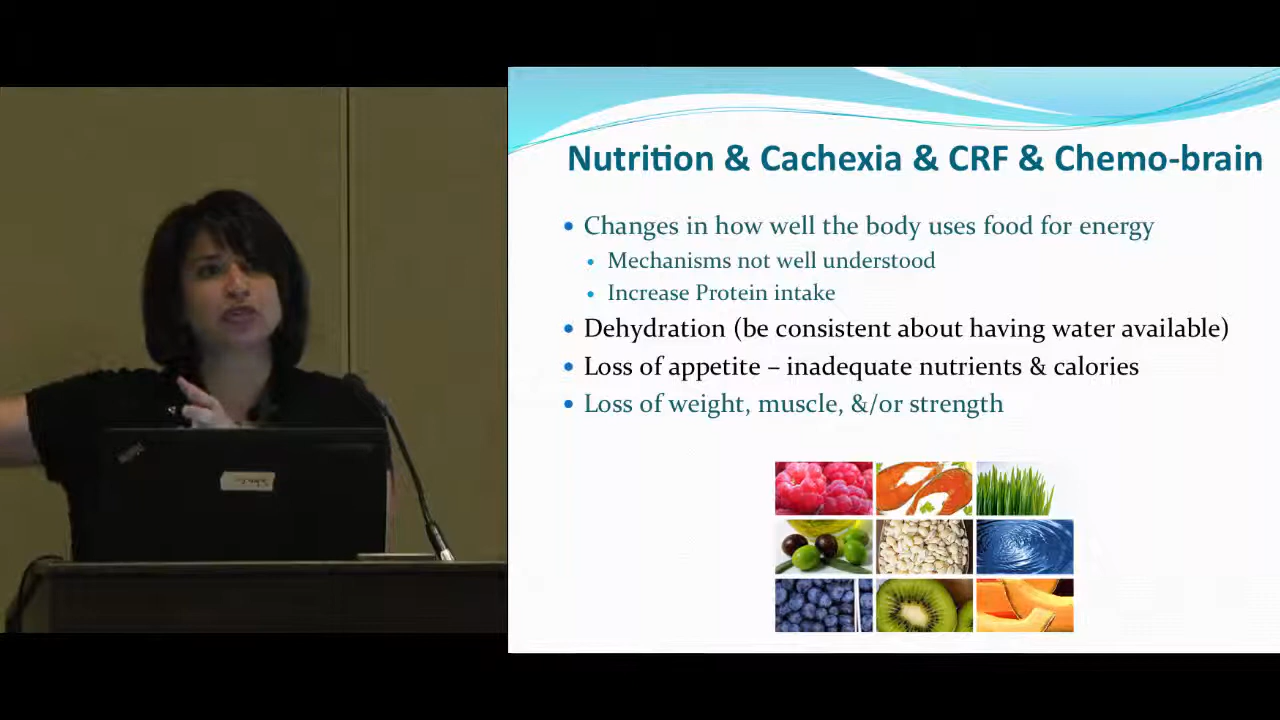 Nutrition & Cachexia & CRF & Chemo-brain
Changes in how well the body uses food for energy
Mechanisms not well understood
Increase Protein intake
Dehydration (be consistent about having water available)
Loss of appetite – inadequate nutrients & calories
Loss of weight, muscle, &/or strength